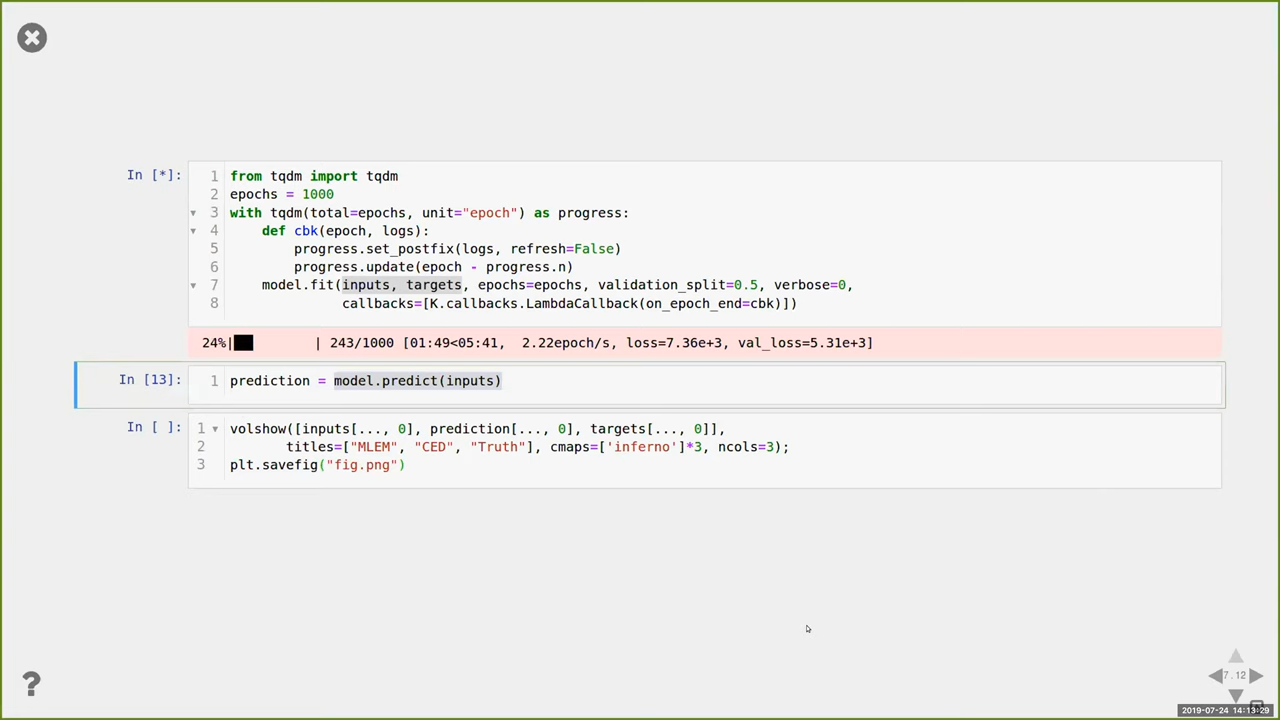 In [*]:
1 from tqdm import tqdm
2 epochs = 1000
3 with tqdm(total=epochs, unit="epoch") as progress:
4     def cbk(epoch, logs):
5         progress.set_postfix(logs, refresh=False)
6         progress.update(epoch - progress.n)
7     model.fit(inputs, targets, epochs=epochs, validation_split=0.5, verbose=0,
8               callbacks=[K.callbacks.LambdaCallback(on_epoch_end=cbk)])
24%|██        | 243/1000 [01:49<05:41,  2.22epoch/s, loss=7.36e+3, val_loss=5.31e+3]
In [13]:
1 prediction = model.predict(inputs)
In [ ]:
1 volshow([inputs[..., 0], prediction[..., 0], targets[..., 0]],
2        titles=["MLEM", "CED", "Truth"], cmaps=['inferno']*3, ncols=3);
3 plt.savefig("fig.png")
?
7.12
2019-07-24 14:13:29